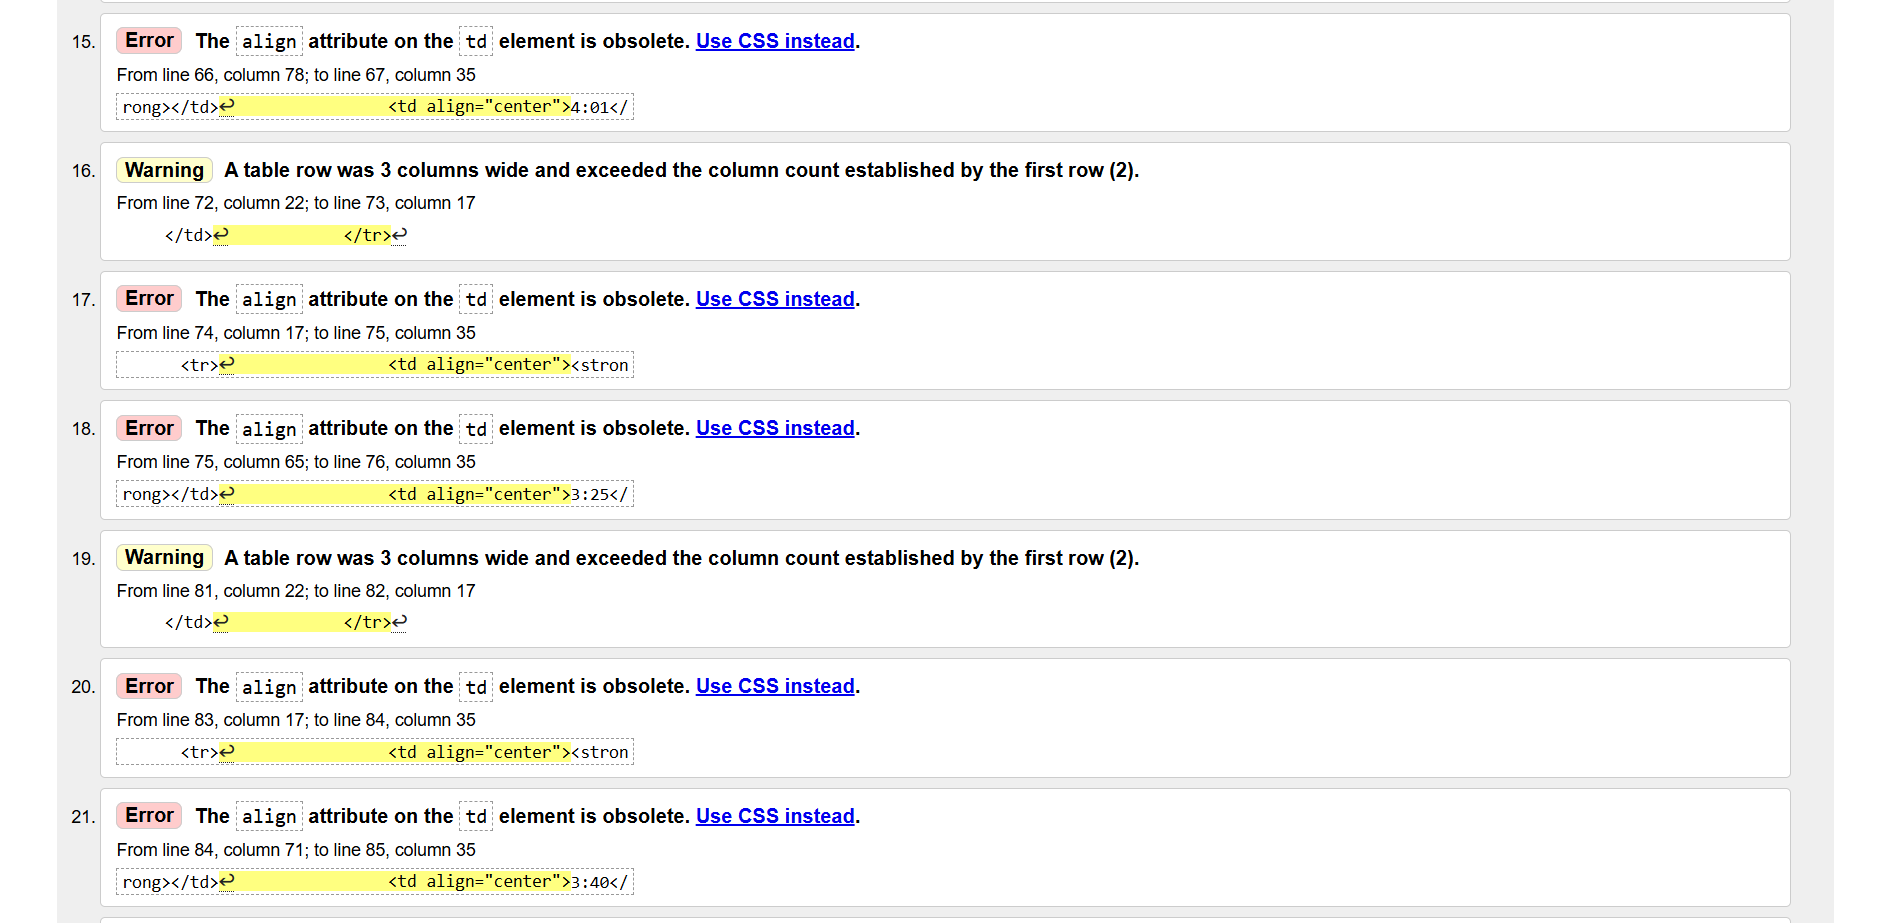 15. Error The align attribute on the td element is obsolete. Use CSS instead.
From line 66, column 78; to line 67, column 35
rong></td>↩                <td align="center">4:01</
16. Warning A table row was 3 columns wide and exceeded the column count established by the first row (2).
From line 72, column 22; to line 73, column 17
</td>↩            </tr>↩
17. Error The align attribute on the td element is obsolete. Use CSS instead.
From line 74, column 17; to line 75, column 35
<tr>↩                <td align="center"><stron
18. Error The align attribute on the td element is obsolete. Use CSS instead.
From line 75, column 65; to line 76, column 35
rong></td>↩                <td align="center">3:25</
19. Warning A table row was 3 columns wide and exceeded the column count established by the first row (2).
From line 81, column 22; to line 82, column 17
</td>↩            </tr>↩
20. Error The align attribute on the td element is obsolete. Use CSS instead.
From line 83, column 17; to line 84, column 35
<tr>↩                <td align="center"><stron
21. Error The align attribute on the td element is obsolete. Use CSS instead.
From line 84, column 71; to line 85, column 35
rong></td>↩                <td align="center">3:40</